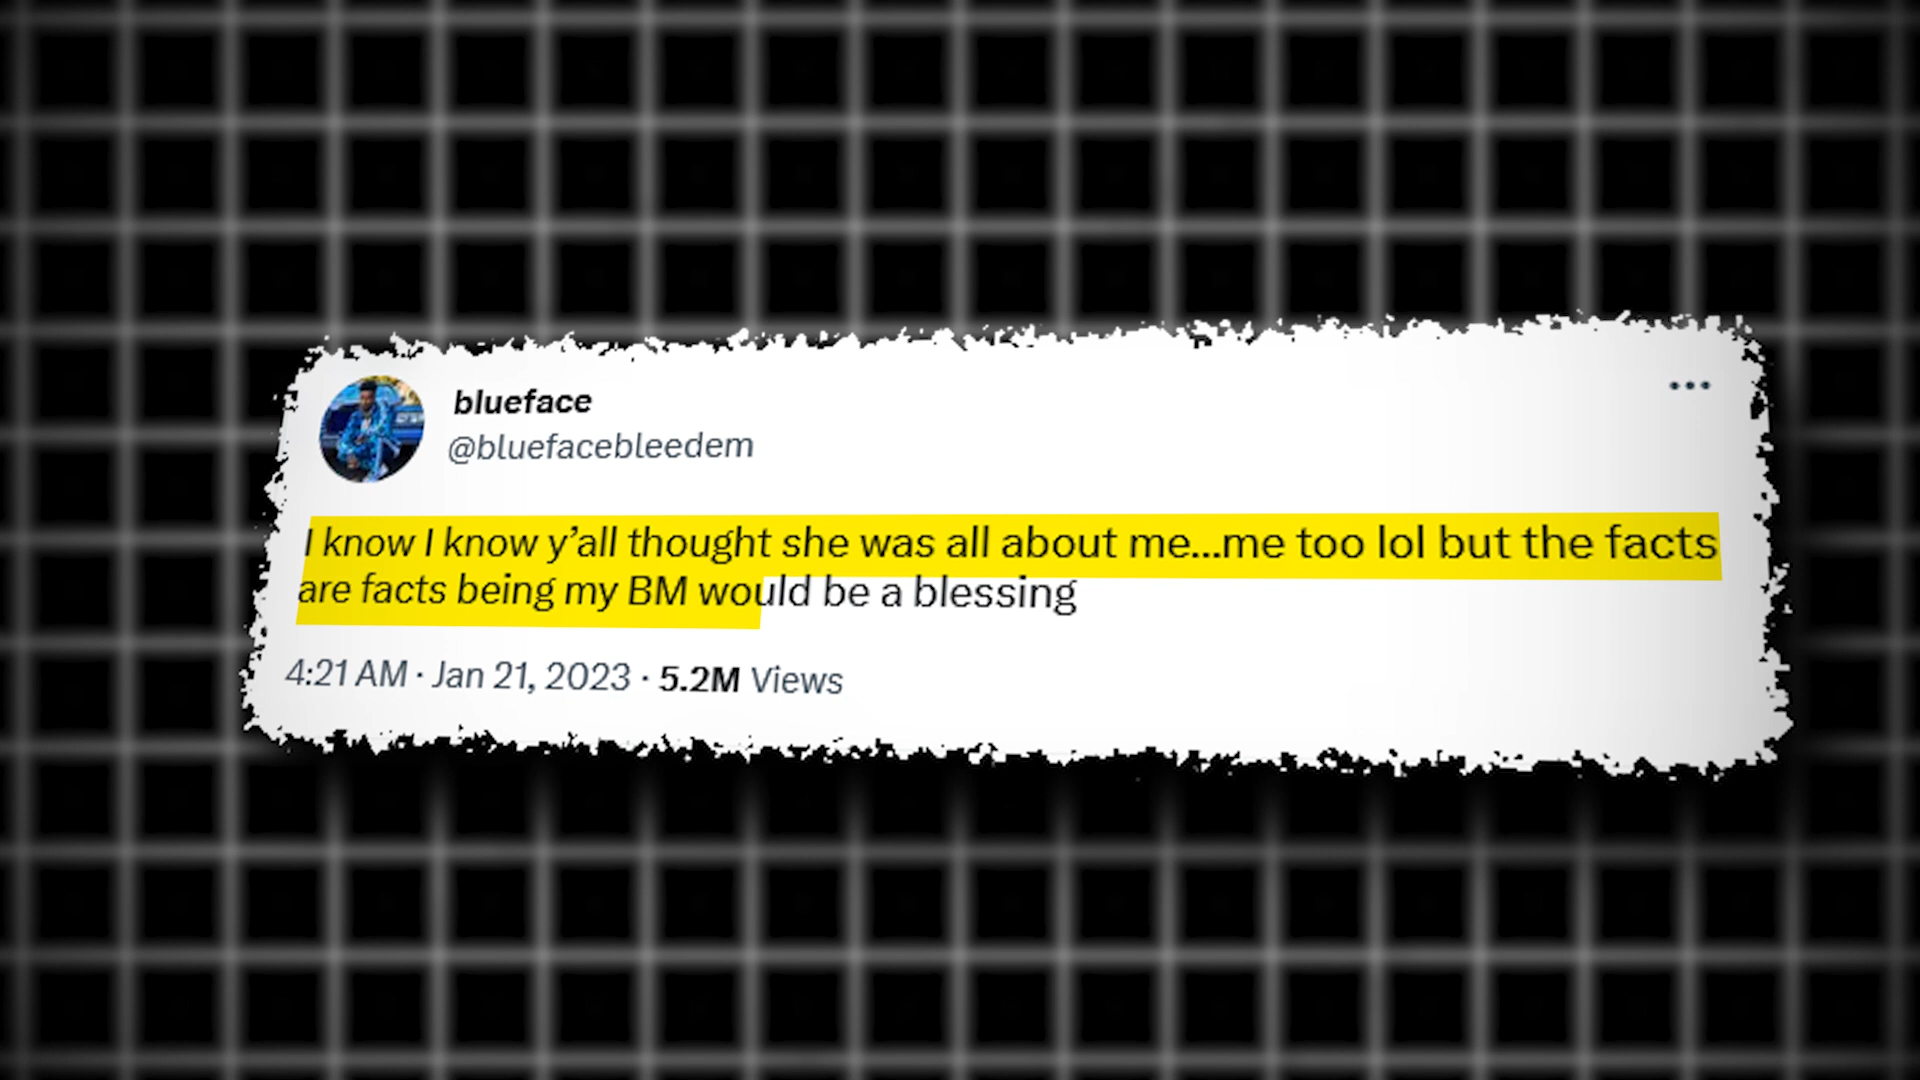 blueface
@bluefacebleedem
I know I know y’all thought she was all about me...me too lol but the facts
are facts being my BM would be a blessing
4:21 AM · Jan 21, 2023 · 5.2M Views